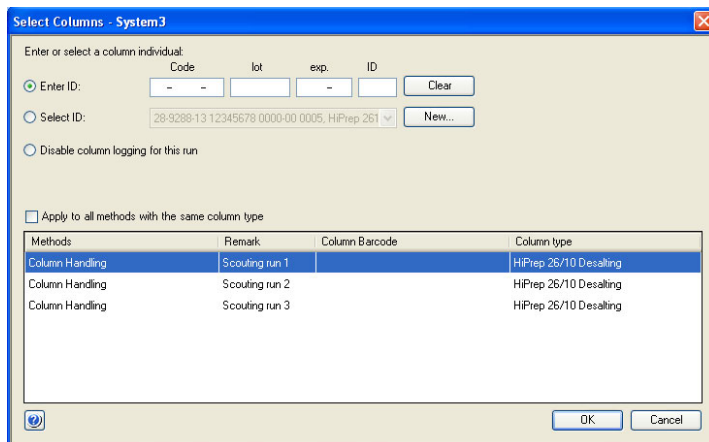 Select Columns - System3
Enter or select a column individual:
Code lot exp. ID
Enter ID: - - - Clear
Select ID: 28-9288-13 12345678 0000-00 0005, HiPrep 261 New...
Disable column logging for this run
Apply to all methods with the same column type
Methods Remark Column Barcode Column type
Column Handling Scouting run 1 HiPrep 26/10 Desalting
Column Handling Scouting run 2 HiPrep 26/10 Desalting
Column Handling Scouting run 3 HiPrep 26/10 Desalting
? OK Cancel